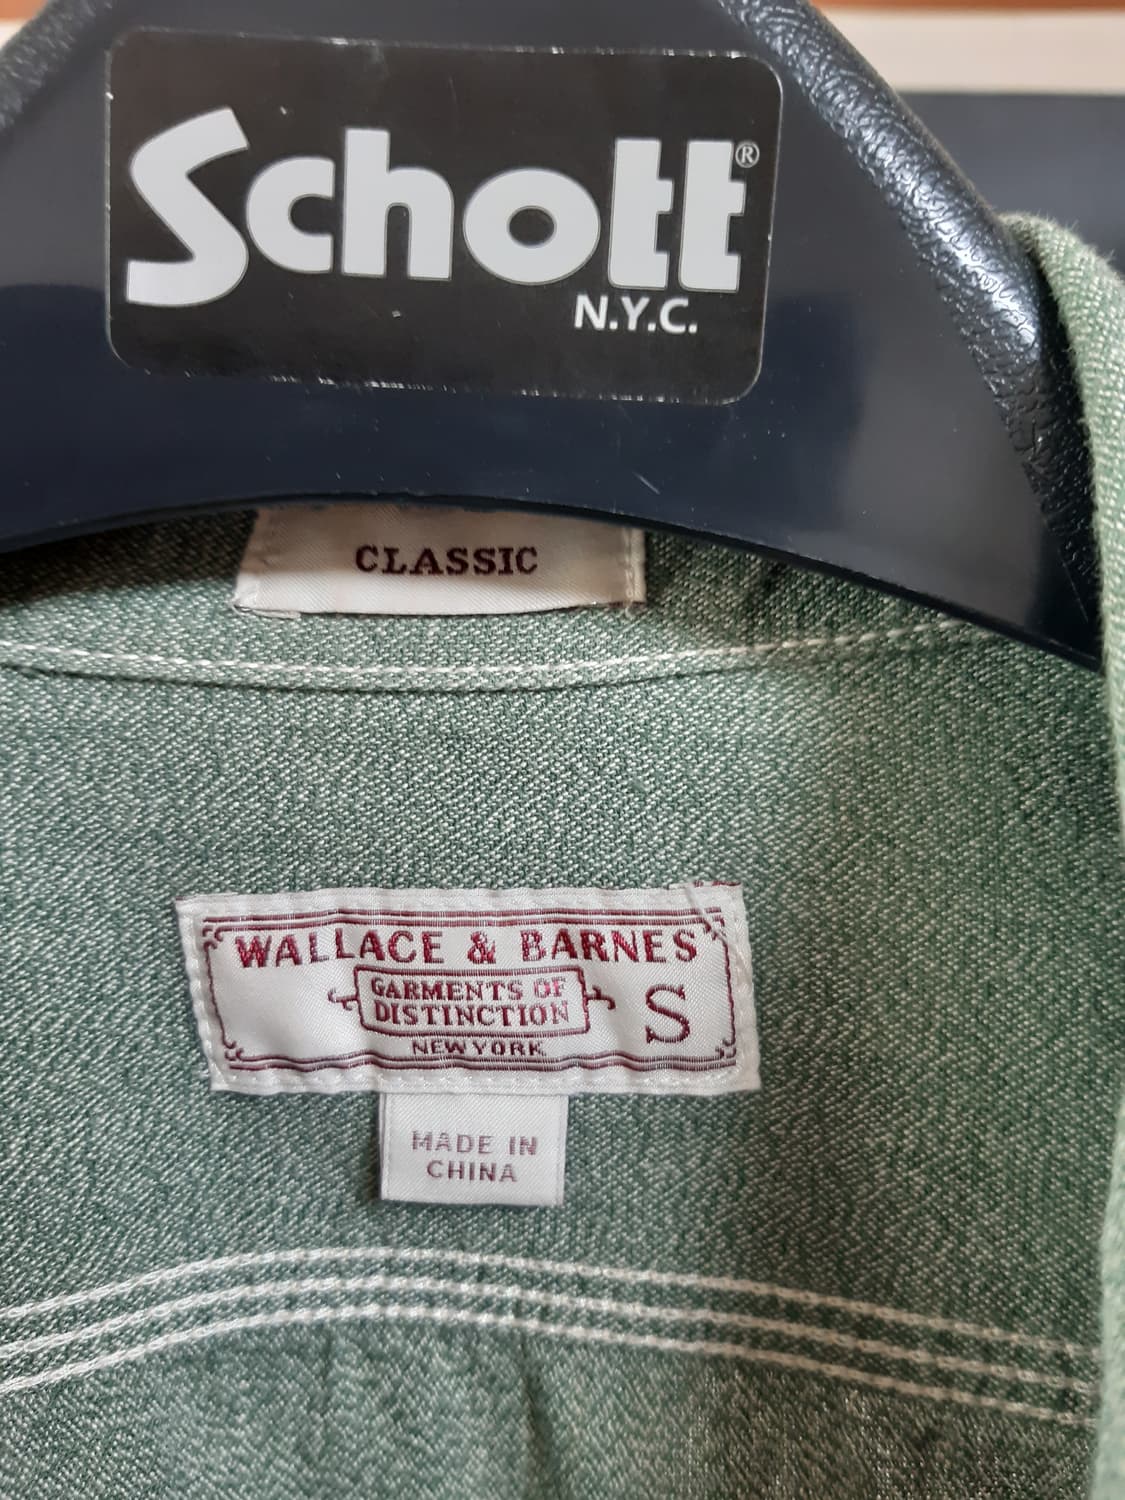 Schott®
N.Y.C.
CLASSIC
WALLACE & BARNES
GARMENTS OF
DISTINCTION
S
NEW YORK
MADE IN
CHINA